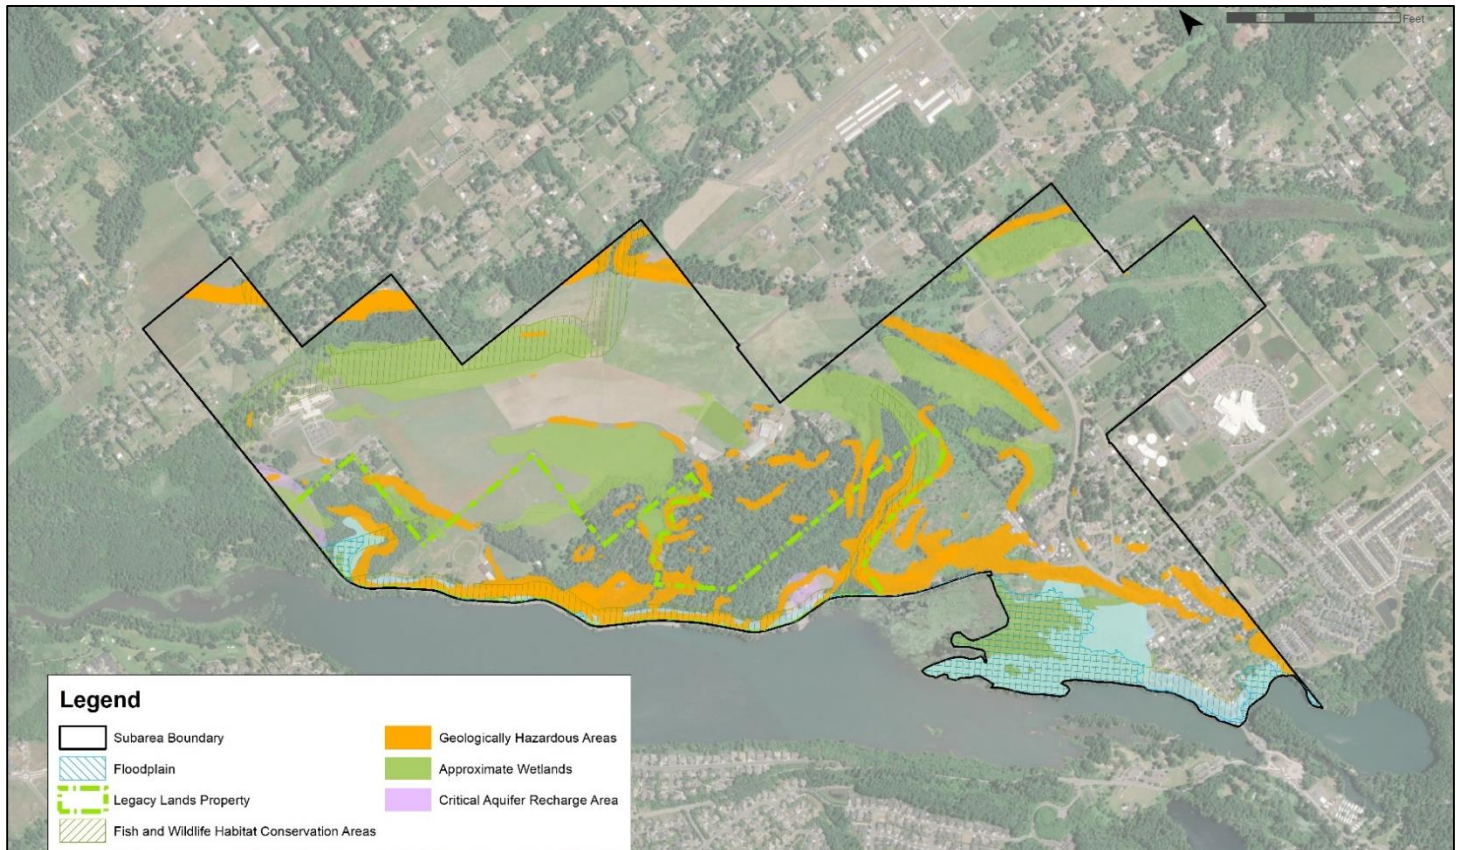 Feet
Legend
Subarea Boundary
Floodplain
Legacy Lands Property
Fish and Wildlife Habitat Conservation Areas
Geologically Hazardous Areas
Approximate Wetlands
Critical Aquifer Recharge Area